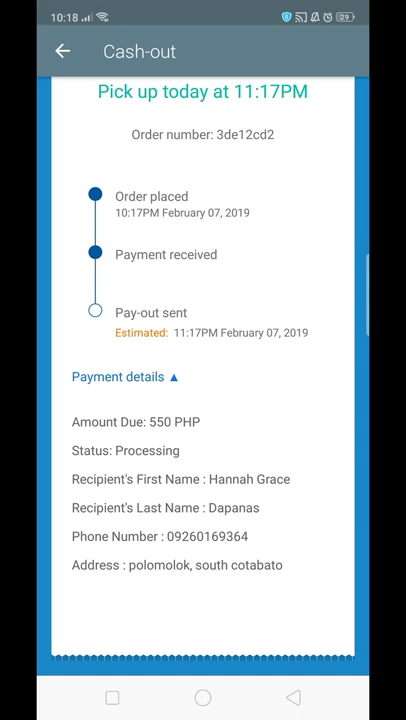 10:18 29
Cash-out
Pick up today at 11:17PM
Order number: 3de12cd2
Order placed
10:17PM February 07, 2019
Payment received
Pay-out sent
Estimated: 11:17PM February 07, 2019
Payment details ▲
Amount Due: 550 PHP
Status: Processing
Recipient's First Name : Hannah Grace
Recipient's Last Name : Dapanas
Phone Number : 09260169364
Address : polomolok, south cotabato